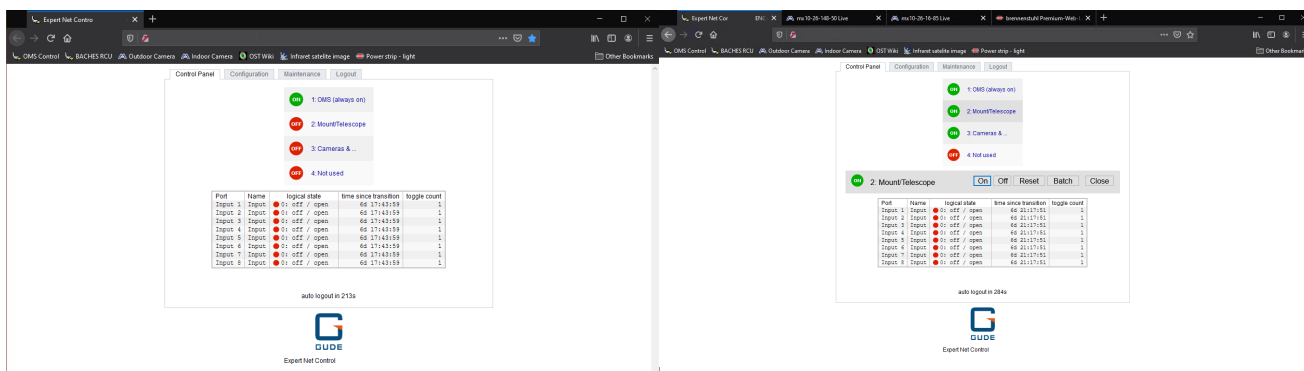 Expert Net Contro
OMS Control BACHES RCU Outdoor Camera Indoor Camera OST Wiki Infraret satelite image Power strip - light Other Bookmarks
Control Panel Configuration Maintenance Logout
ON 1: OMS (always on)
OFF 2: Mount/Telescope
OFF 3: Cameras & ..
OFF 4: Not used
Port Name logical state time since transition toggle count
Input 1 Input 0: off / open 6d 17:43:59 1
Input 2 Input 0: off / open 6d 17:43:59 1
Input 3 Input 0: off / open 6d 17:43:59 1
Input 4 Input 0: off / open 6d 17:43:59 1
Input 5 Input 0: off / open 6d 17:43:59 1
Input 6 Input 0: off / open 6d 17:43:59 1
Input 7 Input 0: off / open 6d 17:43:59 1
Input 8 Input 0: off / open 6d 17:43:59 1
auto logout in 213s
GUDE
Expert Net Control
Expert Net Cor mx10-26-148-50 Live mx10-26-16-85 Live brennenstuhl Premium-Web-
OMS Control BACHES RCU Outdoor Camera Indoor Camera OST Wiki Infraret satelite image Power strip - light Other Bookmar
Control Panel Configuration Maintenance Logout
ON 1: OMS (always on)
ON 2: Mount/Telescope
ON 3: Cameras & ..
OFF 4: Not used
ON 2: Mount/Telescope On Off Reset Batch Close
Port Name logical state time since transition toggle count
Input 1 Input 0: off / open 6d 21:17:51 1
Input 2 Input 0: off / open 6d 21:17:51 1
Input 3 Input 0: off / open 6d 21:17:51 1
Input 4 Input 0: off / open 6d 21:17:51 1
Input 5 Input 0: off / open 6d 21:17:51 1
Input 6 Input 0: off / open 6d 21:17:51 1
Input 7 Input 0: off / open 6d 21:17:51 1
Input 8 Input 0: off / open 6d 21:17:51 1
auto logout in 284s
GUDE
Expert Net Control